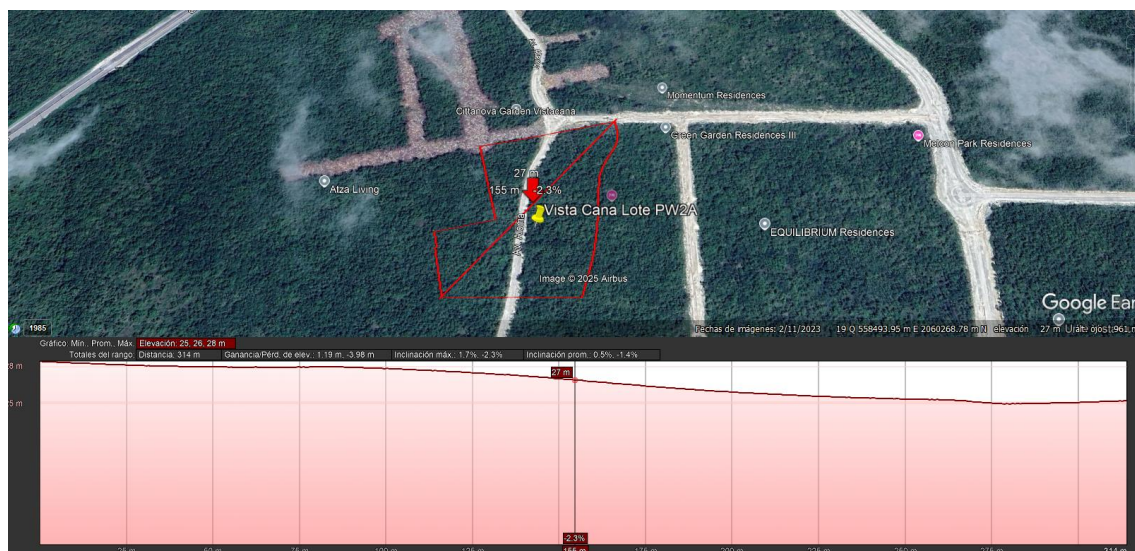 Cittanova Garden Vistacana
Momentum Residences
Green Garden Residences III
Meicon Park Residences
Atza Living
27 m
155 m -2.3%
Vista Cana Lote PW2A
EQUILIBRIUM Residences
Image © 2025 Airbus
Google Ear
1985
Fechas de imágenes: 2/11/2023 19 Q 558493.95 m E 2060268.78 m N elevación 27 m
Gráfico: Mín., Prom., Máx. Elevación: 25, 26, 28 m
Totales del rango: Distancia: 314 m Ganancia/Pérd. de elev.: 1.19 m, -3.98 m Inclinación máx.: 1.7%, -2.3% Inclinación prom.: 0.5%, -1.4%
27 m
25 m
-2.3%
25 m 50 m 75 m 100 m 125 m 155 m 175 m 200 m 225 m 250 m 275 m 314 m